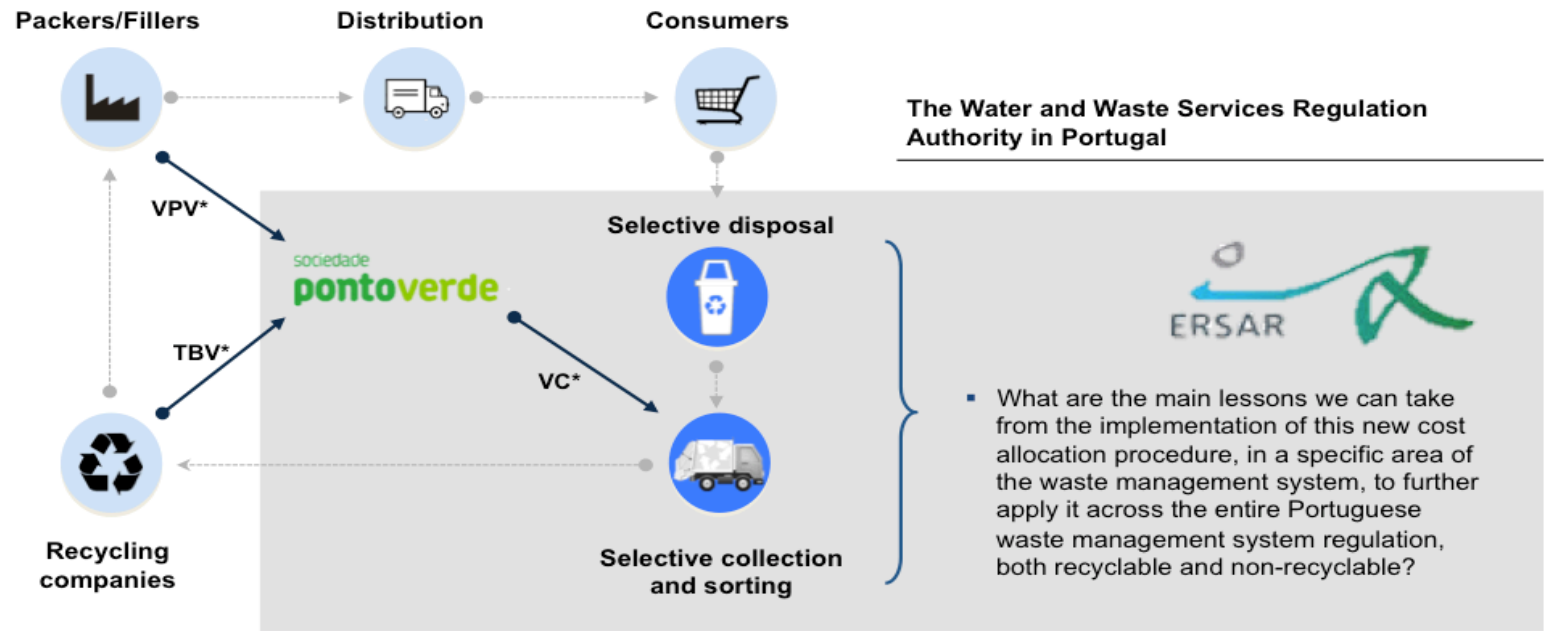 Packers/Fillers
Distribution
Consumers
The Water and Waste Services Regulation
Authority in Portugal
VPV*
Selective disposal
sociedade
pontoverde
TBV*
VC*
ERSAR
▪ What are the main lessons we can take
from the implementation of this new cost
allocation procedure, in a specific area of
the waste management system, to further
apply it across the entire Portuguese
waste management system regulation,
both recyclable and non-recyclable?
Recycling
companies
Selective collection
and sorting